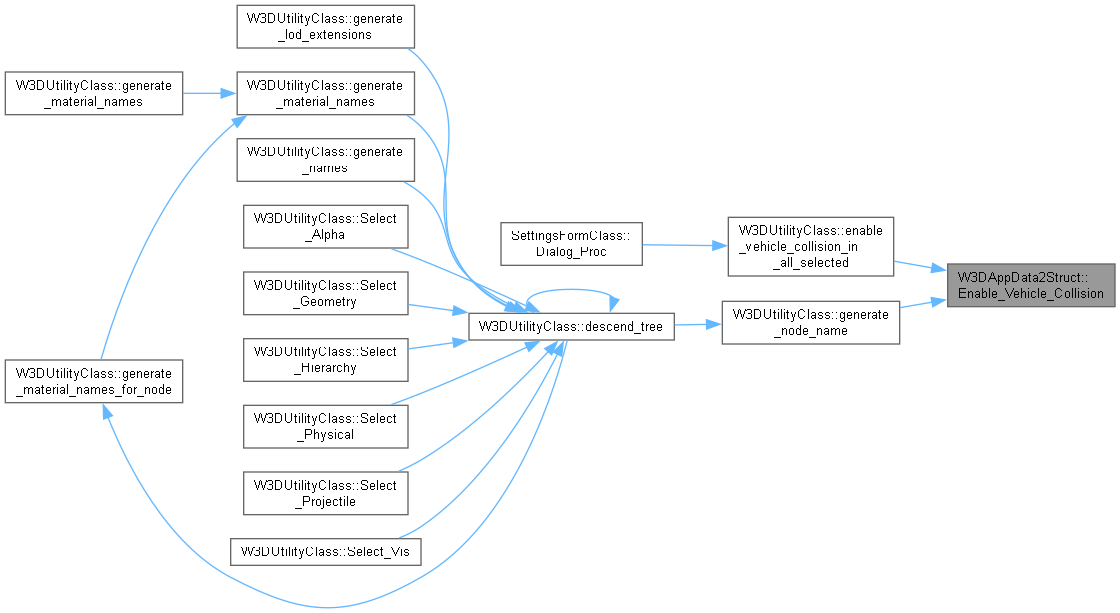 W3DUtilityClass::generate
_lod_extensions
W3DUtilityClass::generate
_material_names
W3DUtilityClass::generate
_material_names
W3DUtilityClass::generate
_names
W3DUtilityClass::Select
_Alpha
W3DUtilityClass::Select
_Geometry
W3DUtilityClass::Select
_Hierarchy
W3DUtilityClass::generate
_material_names_for_node
W3DUtilityClass::Select
_Physical
W3DUtilityClass::Select
_Projectile
W3DUtilityClass::Select_Vis
W3DUtilityClass::descend_tree
SettingsFormClass::
Dialog_Proc
W3DUtilityClass::enable
_vehicle_collision_in
_all_selected
W3DUtilityClass::generate
_node_name
W3DAppData2Struct::
Enable_Vehicle_Collision